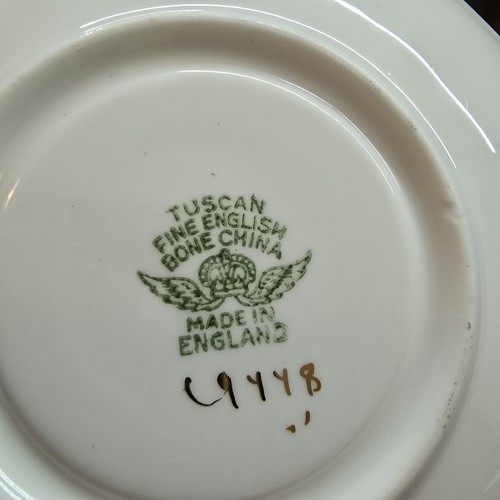 TUSCAN
FINE ENGLISH
BONE CHINA
MADE IN
ENGLAND
C9448